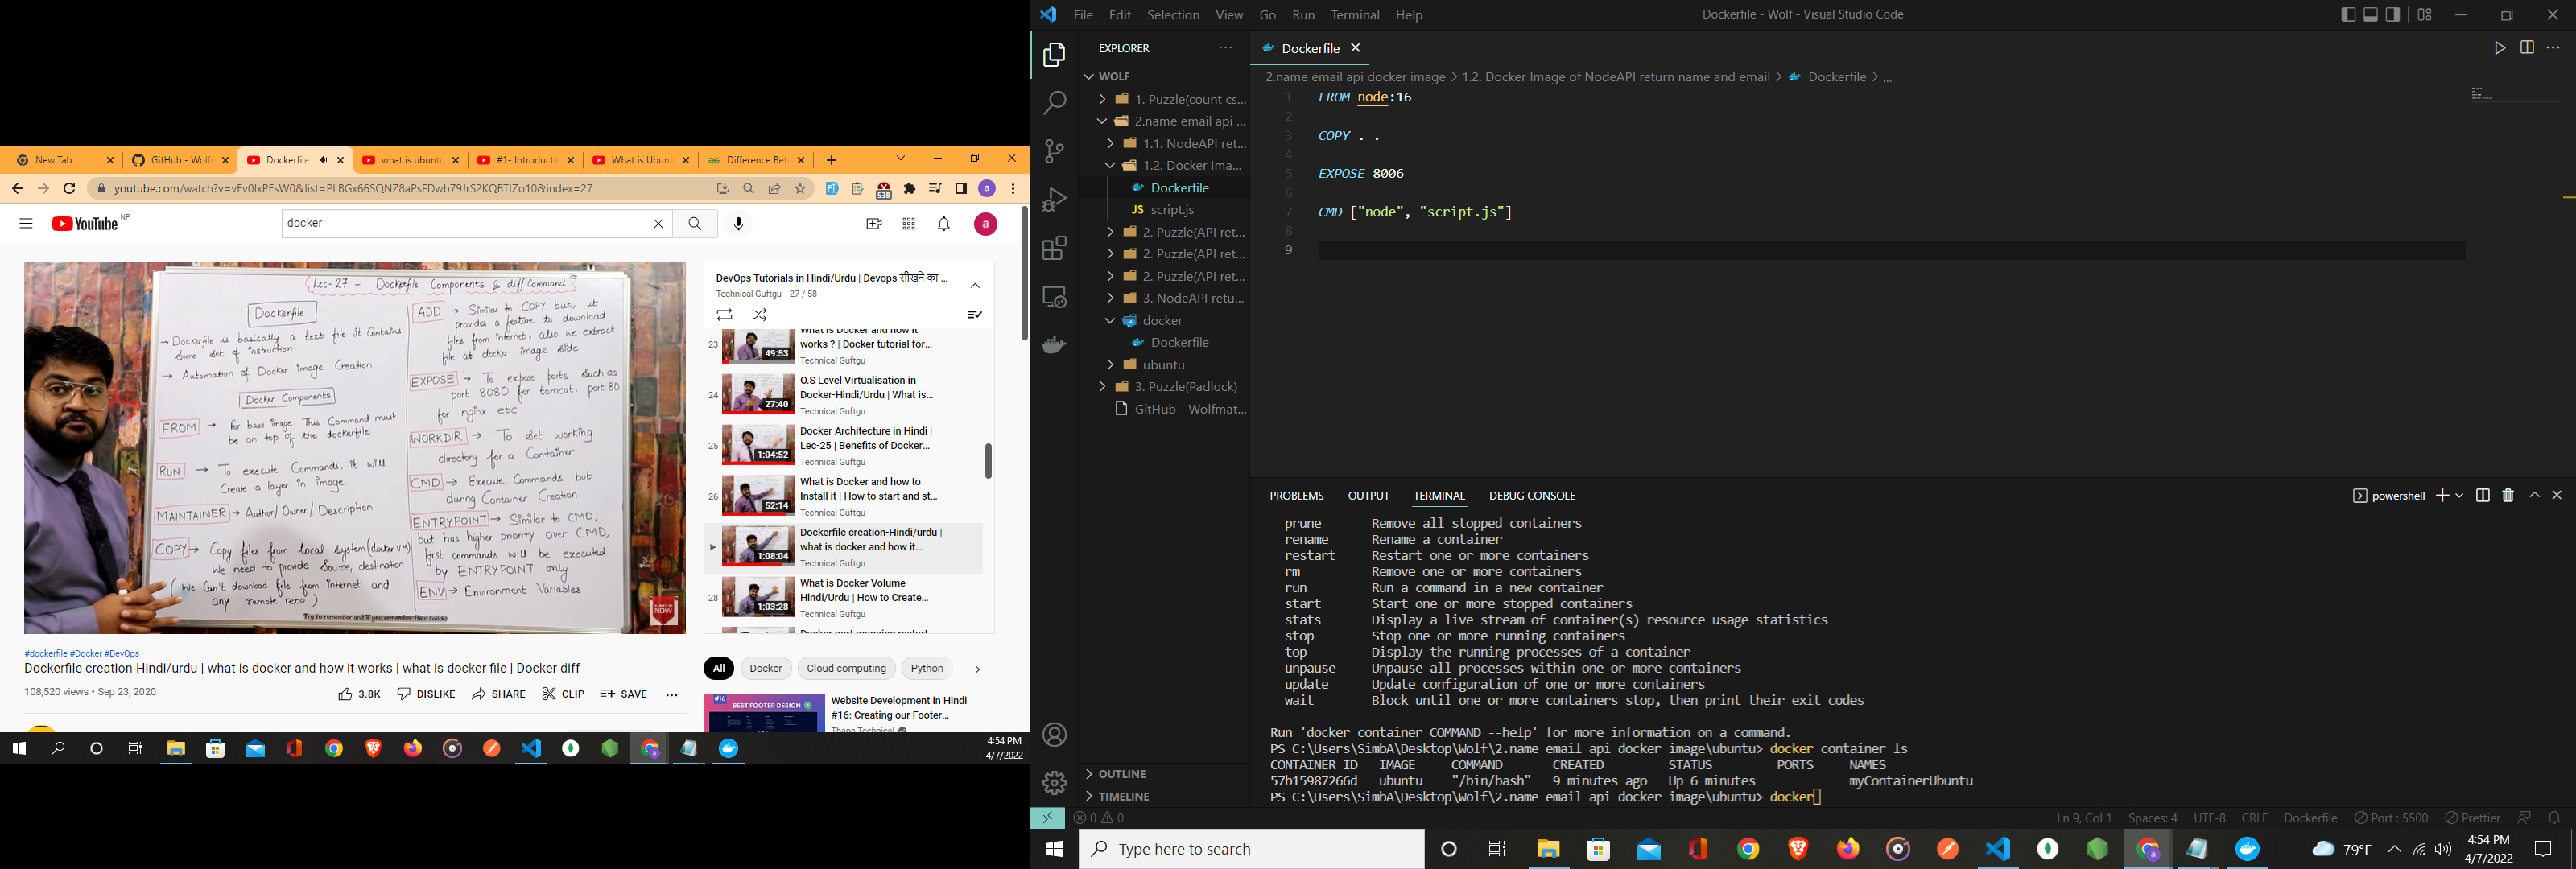 New Tab
GitHub - Wolfm
Dockerfile
what is ubuntu
#1- Introductic
What is Ubunt
Difference Bet
youtube.com/watch?v=vEv0IxPEsW0&list=PLBGx66SQNZ8aPsFDwb79JrS2KQBTIZo10&index=27
538
YouTube NP
docker
a
Lec-27 - Dockerfile Components & diff Command
Dockerfile
→ Dockerfile is basically a text file It Contains
Some set of instruction
→ Automation of Docker image Creation
Docker Components
FROM → for base image This Command must
be on top of the dockerfile
RUN → To execute Commands, it will
Create a layer in image
MAINTAINER → Author/ Owner/ Description
COPY → Copy files from local system (docker VM)
We need to provide Source, destination
(We Can't download file from internet and
any remote repo)
ADD → Similar to COPY but, it
provides a feature to download
files from internet, also we extract
file at docker image side
EXPOSE → To expose ports such as
port 8080 for tomcat, port 80
for nginx etc
WORKDIR → To set working
directory for a Container
CMD → Execute Commands but
during Container Creation
ENTRYPOINT → Similar to CMD,
but has higher priority over CMD,
first commands will be executed
by ENTRYPOINT only
ENV → Environment Variables
Try to remember and if you remember then follow
NOW
#dockerfile #Docker #DevOps
Dockerfile creation-Hindi/urdu | what is docker and how it works | what is docker file | Docker diff
108,520 views • Sep 23, 2020
3.8K
DISLIKE
SHARE
CLIP
SAVE
DevOps Tutorials in Hindi/Urdu | Devops सीखने का ...
Technical Guftgu - 27 / 58
23
49:53
What is Docker and how it
works ? | Docker tutorial for...
Technical Guftgu
24
27:40
O.S Level Virtualisation in
Docker-Hindi/Urdu | What is...
Technical Guftgu
25
1:04:52
Docker Architecture in Hindi |
Lec-25 | Benefits of Docker...
Technical Guftgu
26
52:14
What is Docker and how to
Install it | How to start and st...
Technical Guftgu
1:08:04
Dockerfile creation-Hindi/urdu |
what is docker and how it...
Technical Guftgu
28
1:03:28
What is Docker Volume-
Hindi/Urdu | How to Create...
Technical Guftgu
Docker port mapping restart
All
Docker
Cloud computing
Python
#16
BEST FOOTER DESIGN
Website Development in Hindi
#16: Creating our Footer...
Thapa Technical
4:54 PM
4/7/2022
File Edit Selection View Go Run Terminal Help
Dockerfile - Wolf - Visual Studio Code
EXPLORER
WOLF
1. Puzzle(count cs...
2.name email api ...
1.1. NodeAPI ret...
1.2. Docker Ima...
Dockerfile
JS script.js
2. Puzzle(API ret...
2. Puzzle(API ret...
2. Puzzle(API ret...
3. NodeAPI retu...
docker
Dockerfile
ubuntu
3. Puzzle(Padlock)
GitHub - Wolfmat...
OUTLINE
TIMELINE
Dockerfile
2.name email api docker image > 1.2. Docker Image of NodeAPI return name and email > Dockerfile > ...
1 FROM node:16
2
3 COPY . .
4
5 EXPOSE 8006
6
7 CMD ["node", "script.js"]
8
9
PROBLEMS OUTPUT TERMINAL DEBUG CONSOLE
powershell
prune Remove all stopped containers
rename Rename a container
restart Restart one or more containers
rm Remove one or more containers
run Run a command in a new container
start Start one or more stopped containers
stats Display a live stream of container(s) resource usage statistics
stop Stop one or more running containers
top Display the running processes of a container
unpause Unpause all processes within one or more containers
update Update configuration of one or more containers
wait Block until one or more containers stop, then print their exit codes
Run 'docker container COMMAND --help' for more information on a command.
PS C:\Users\SimbA\Desktop\Wolf\2.name email api docker image\ubuntu> docker container ls
CONTAINER ID IMAGE COMMAND CREATED STATUS PORTS NAMES
57b15987266d ubuntu "/bin/bash" 9 minutes ago Up 6 minutes myContainerUbuntu
PS C:\Users\SimbA\Desktop\Wolf\2.name email api docker image\ubuntu> docker
0 0
Ln 9, Col 1 Spaces: 4 UTF-8 CRLF Dockerfile Port : 5500 Prettier
Type here to search
79°F
4:54 PM
4/7/2022